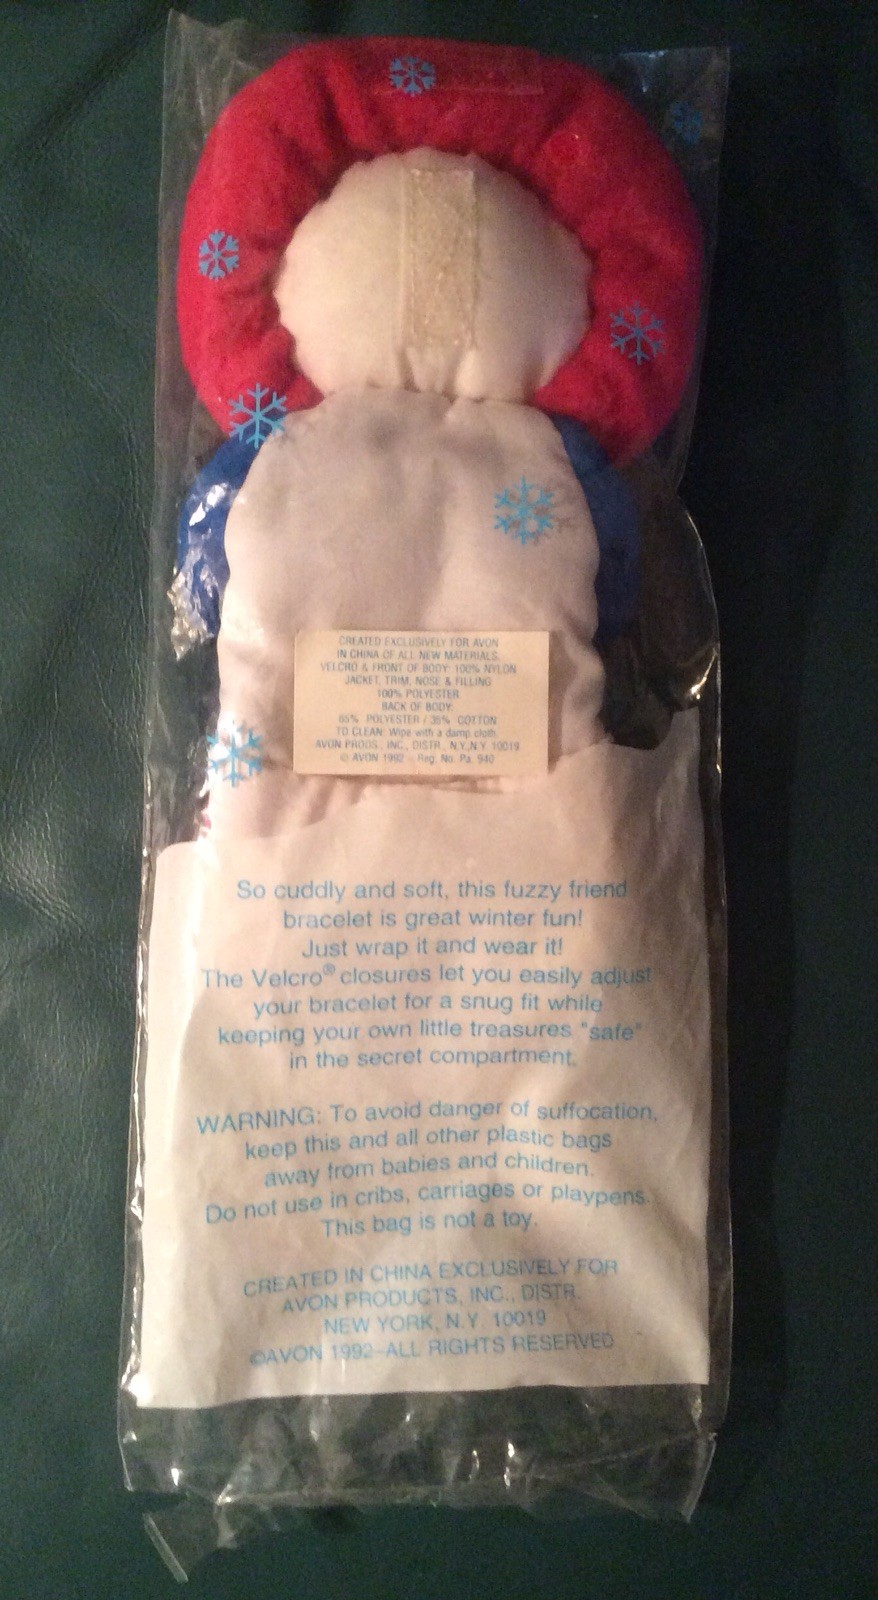 CREATED EXCLUSIVELY FOR AVON
IN CHINA OF ALL NEW MATERIALS.
VELCRO & FRONT OF BODY: 100% NYLON
JACKET, TRIM, NOSE & FILLING
100% POLYESTER
BACK OF BODY:
65% POLYESTER / 35% COTTON
TO CLEAN: Wipe with a damp cloth.
AVON PRODS., INC., DISTR., N.Y.,N.Y. 10019
© AVON 1992 - Reg. No. Pa. 940
So cuddly and soft, this fuzzy friend
bracelet is great winter fun!
Just wrap it and wear it!
The Velcro® closures let you easily adjust
your bracelet for a snug fit while
keeping your own little treasures "safe"
in the secret compartment.
WARNING: To avoid danger of suffocation,
keep this and all other plastic bags
away from babies and children.
Do not use in cribs, carriages or playpens.
This bag is not a toy.
CREATED IN CHINA EXCLUSIVELY FOR
AVON PRODUCTS, INC., DISTR.
NEW YORK, N.Y. 10019
©AVON 1992-ALL RIGHTS RESERVED